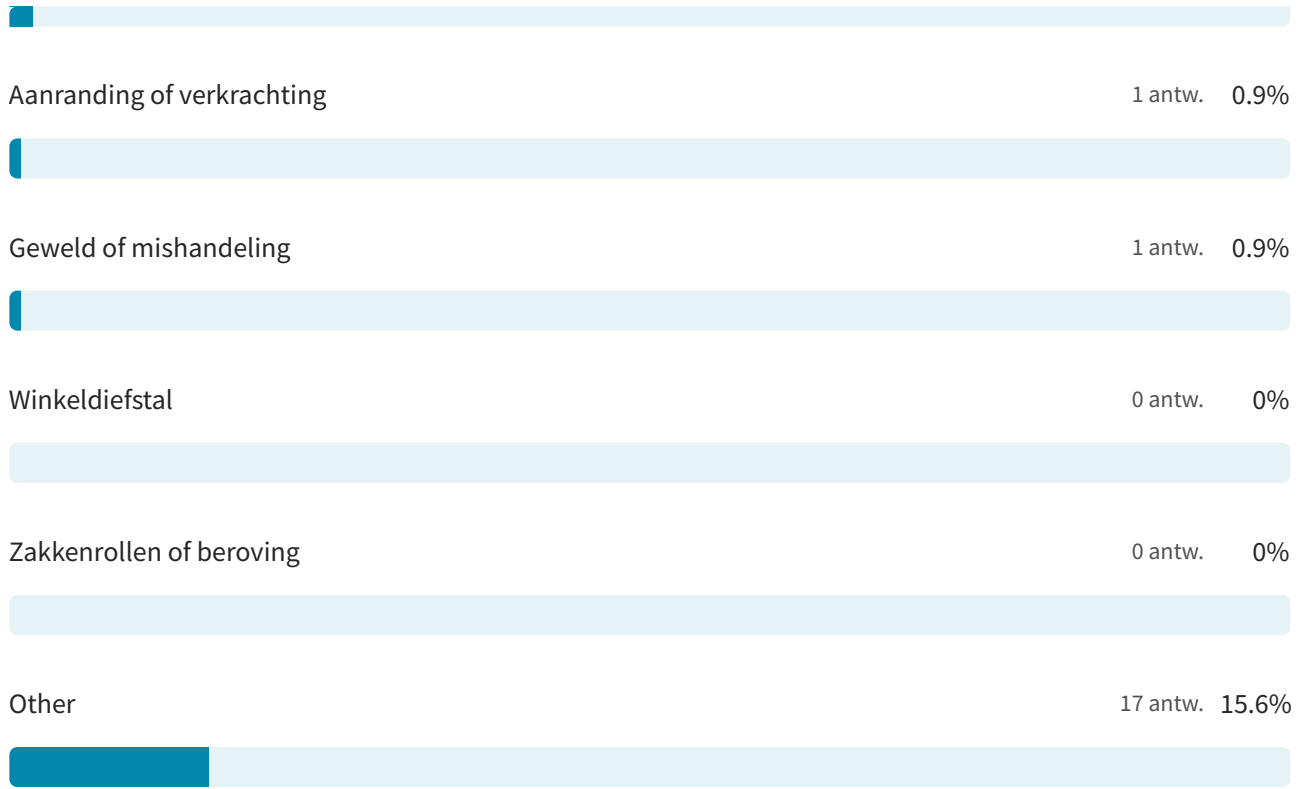 Aanranding of verkrachting 1 antw. 0.9%
Geweld of mishandeling 1 antw. 0.9%
Winkeldiefstal 0 antw. 0%
Zakkenrollen of beroving 0 antw. 0%
Other 17 antw. 15.6%